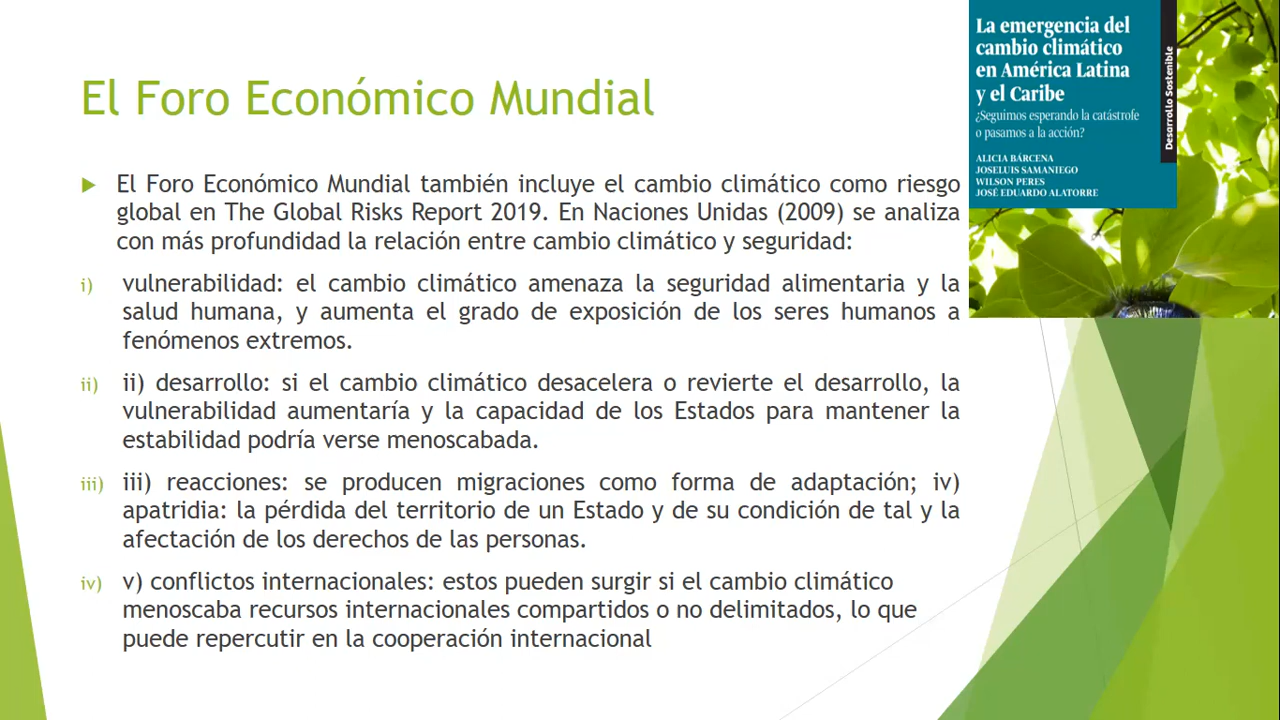 El Foro Económico Mundial
El Foro Económico Mundial también incluye el cambio climático como riesgo
global en The Global Risks Report 2019. En Naciones Unidas (2009) se analiza
con más profundidad la relación entre cambio climático y seguridad:
i) vulnerabilidad: el cambio climático amenaza la seguridad alimentaria y la
salud humana, y aumenta el grado de exposición de los seres humanos a
fenómenos extremos.
ii) ii) desarrollo: si el cambio climático desacelera o revierte el desarrollo, la
vulnerabilidad aumentaría y la capacidad de los Estados para mantener la
estabilidad podría verse menoscabada.
iii) iii) reacciones: se producen migraciones como forma de adaptación; iv)
apatridia: la pérdida del territorio de un Estado y de su condición de tal y la
afectación de los derechos de las personas.
iv) v) conflictos internacionales: estos pueden surgir si el cambio climático
menoscaba recursos internacionales compartidos o no delimitados, lo que
puede repercutir en la cooperación internacional
La emergencia del
cambio climático
en América Latina
y el Caribe
¿Seguimos esperando la catástrofe
o pasamos a la acción?
ALICIA BÁRCENA
JOSELUIS SAMANIEGO
WILSON PERES
JOSÉ EDUARDO ALATORRE
Desarrollo Sostenible